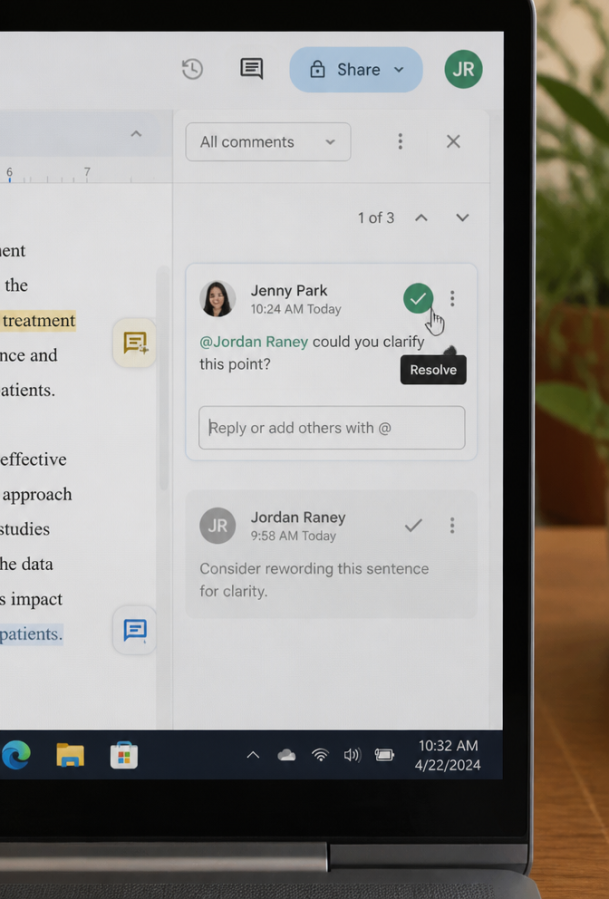 Share
JR
All comments
6
7
1 of 3
ment
the
treatment
nce and
atients.
effective
approach
studies
he data
s impact
patients.
Jenny Park
10:24 AM Today
@Jordan Raney could you clarify
this point?
Resolve
Reply or add others with @
JR
Jordan Raney
9:58 AM Today
Consider rewording this sentence
for clarity.
10:32 AM
4/22/2024